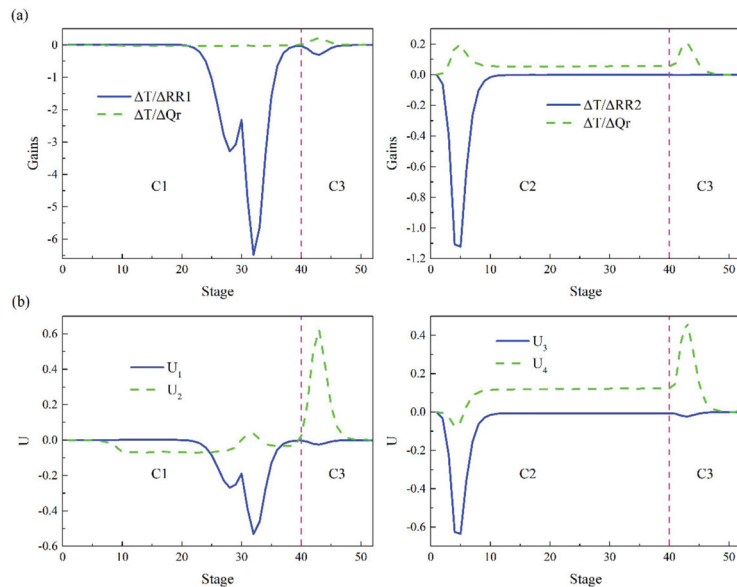 (a)
0
-1
-2
-3
-4
-5
-6
Gains
ΔT/ΔRR1
ΔT/ΔQr
C1
C3
0 10 20 30 40 50
Stage
0.2
0.0
-0.2
-0.4
-0.6
-0.8
-1.0
-1.2
Gains
ΔT/ΔRR2
ΔT/ΔQr
C2
C3
0 10 20 30 40 50
Stage
(b)
0.6
0.4
0.2
0.0
-0.2
-0.4
-0.6
U
U₁
U₂
C1
C3
0 10 20 30 40 50
Stage
0.4
0.2
0.0
-0.2
-0.4
-0.6
U
U₃
U₄
C2
C3
0 10 20 30 40 50
Stage